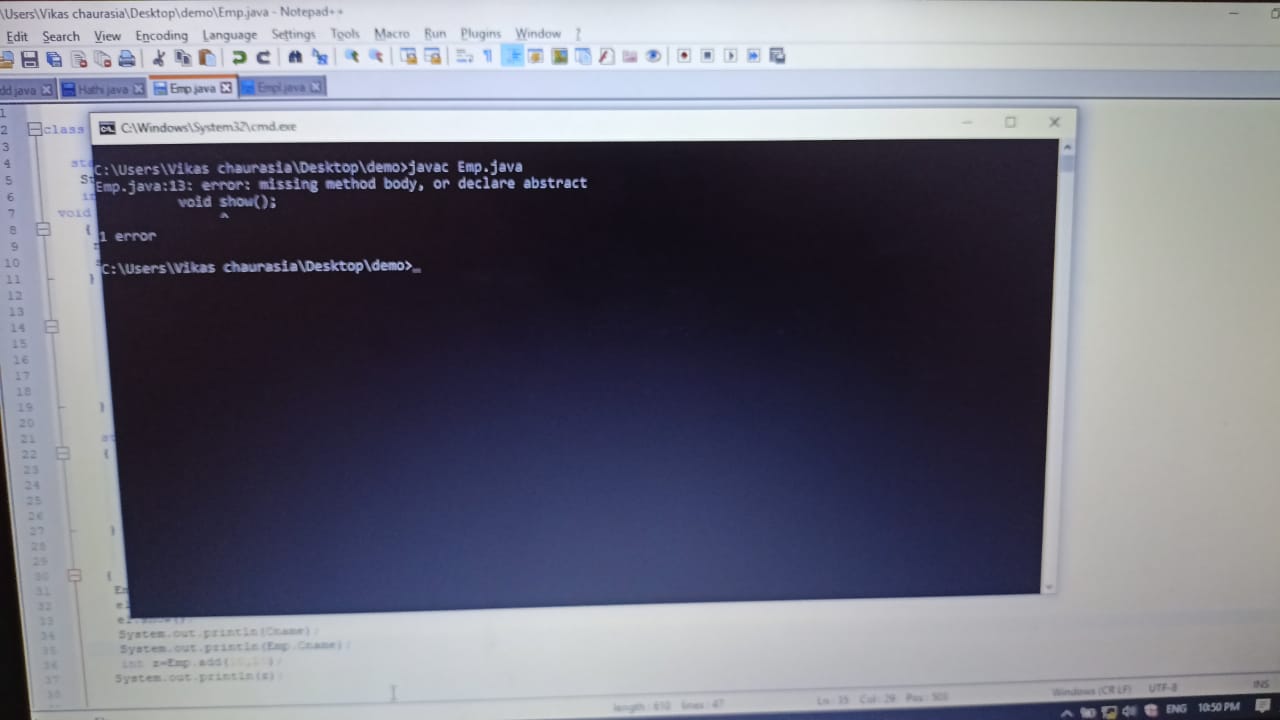 \Users\Vikas chaurasia\Desktop\demo\Emp.java - Notepad++
Edit Search View Encoding Language Settings Tools Macro Run Plugins Window ?
dd.java Hathi.java Emp.java Empl.java
C:\Windows\System32\cmd.exe
C:\Users\Vikas chaurasia\Desktop\demo>javac Emp.java
Emp.java:13: error: missing method body, or declare abstract
void show();
^
1 error
C:\Users\Vikas chaurasia\Desktop\demo>_
1
2 class
3
4 st
5 S
6 i
7 void
8 {
9
10
11 }
12
13
14
15
16
17
18
19 }
20
21 st
22 {
23
24
25
26
27 }
28
29
30 {
31 Em
32 e
33
34 System.out.println(Cname);
35 System.out.println(Emp.Cname);
36 int z=Emp.add(
37 System.out.println(z);
38
length : 810 lines : 47 Ln : 35 Col : 29 Pos : 508 Windows (CR LF) UTF-8 INS
ENG 10:50 PM